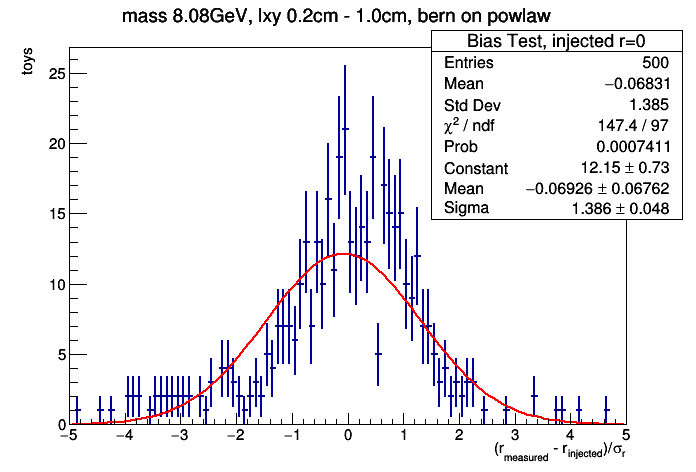 mass 8.08GeV, lxy 0.2cm - 1.0cm, bern on powlaw
Bias Test, injected r=0
Entries 500
Mean −0.06831
Std Dev 1.385
χ² / ndf 147.4 / 97
Prob 0.0007411
Constant 12.15 ± 0.73
Mean −0.06926 ± 0.06762
Sigma 1.386 ± 0.048
toys
25
20
15
10
5
0
−5 −4 −3 −2 −1 0 1 2 3 4 5
(r_measured - r_injected)/σ_r